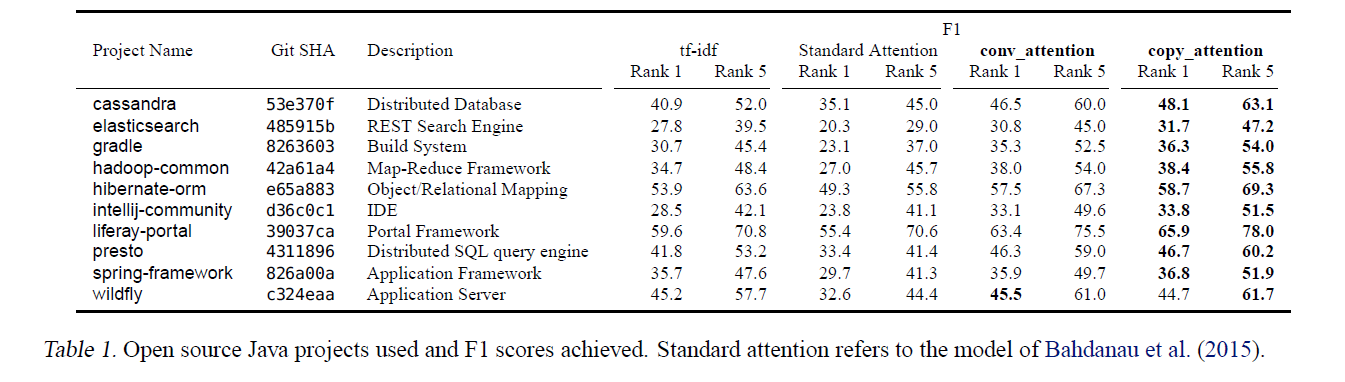 F1
Project Name Git SHA Description tf-idf Standard Attention conv_attention copy_attention
Rank 1 Rank 5 Rank 1 Rank 5 Rank 1 Rank 5 Rank 1 Rank 5
cassandra 53e370f Distributed Database 40.9 52.0 35.1 45.0 46.5 60.0 48.1 63.1
elasticsearch 485915b REST Search Engine 27.8 39.5 20.3 29.0 30.8 45.0 31.7 47.2
gradle 8263603 Build System 30.7 45.4 23.1 37.0 35.3 52.5 36.3 54.0
hadoop-common 42a61a4 Map-Reduce Framework 34.7 48.4 27.0 45.7 38.0 54.0 38.4 55.8
hibernate-orm e65a883 Object/Relational Mapping 53.9 63.6 49.3 55.8 57.5 67.3 58.7 69.3
intellij-community d36c0c1 IDE 28.5 42.1 23.8 41.1 33.1 49.6 33.8 51.5
liferay-portal 39037ca Portal Framework 59.6 70.8 55.4 70.6 63.4 75.5 65.9 78.0
presto 4311896 Distributed SQL query engine 41.8 53.2 33.4 41.4 46.3 59.0 46.7 60.2
spring-framework 826a00a Application Framework 35.7 47.6 29.7 41.3 35.9 49.7 36.8 51.9
wildfly c324eaa Application Server 45.2 57.7 32.6 44.4 45.5 61.0 44.7 61.7
Table 1. Open source Java projects used and F1 scores achieved. Standard attention refers to the model of Bahdanau et al. (2015).